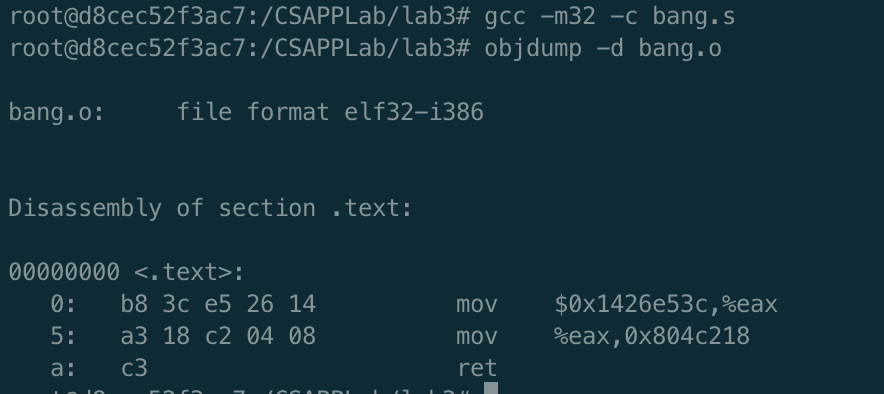 root@d8cec52f3ac7:/CSAPPLab/lab3# gcc -m32 -c bang.s
root@d8cec52f3ac7:/CSAPPLab/lab3# objdump -d bang.o
bang.o:     file format elf32-i386
Disassembly of section .text:
00000000 <.text>:
   0:   b8 3c e5 26 14          mov    $0x1426e53c,%eax
   5:   a3 18 c2 04 08          mov    %eax,0x804c218
   a:   c3                      ret